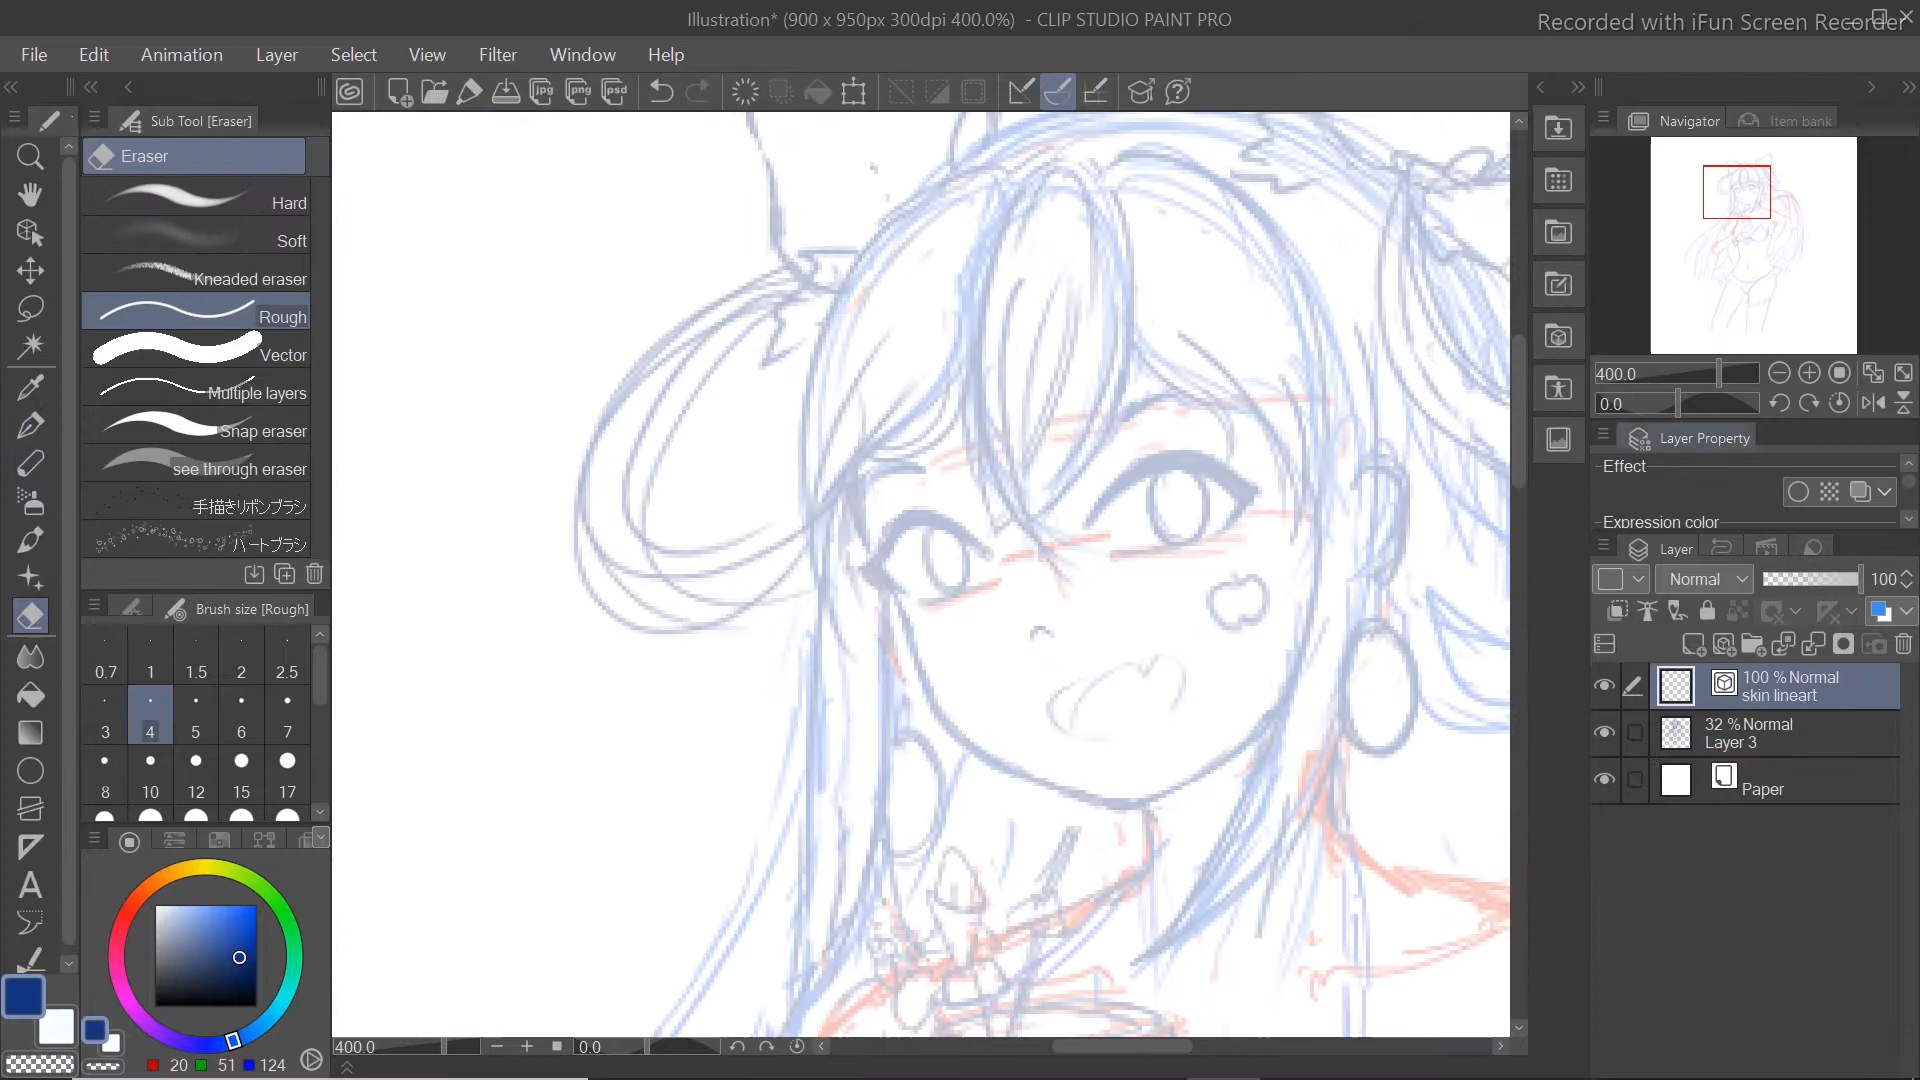 Illustration* (900 x 950px 300dpi 400.0%) - CLIP STUDIO PAINT PRO
Recorded with iFun Screen Recorder
File Edit Animation Layer Select View Filter Window Help
jpg png psd
Sub Tool [Eraser]
Eraser
Hard
Soft
Kneaded eraser
Rough
Vector
Multiple layers
Snap eraser
see through eraser
手描きリボンブラシ
ハートブラシ
Brush size [Rough]
0.7 1 1.5 2 2.5
3 4 5 6 7
8 10 12 15 17
20 51 124
400.0 0.0
Navigator Item bank
400.0
0.0
Layer Property
Effect
Expression color
Layer
Normal 100
100 % Normal
skin lineart
32 % Normal
Layer 3
Paper